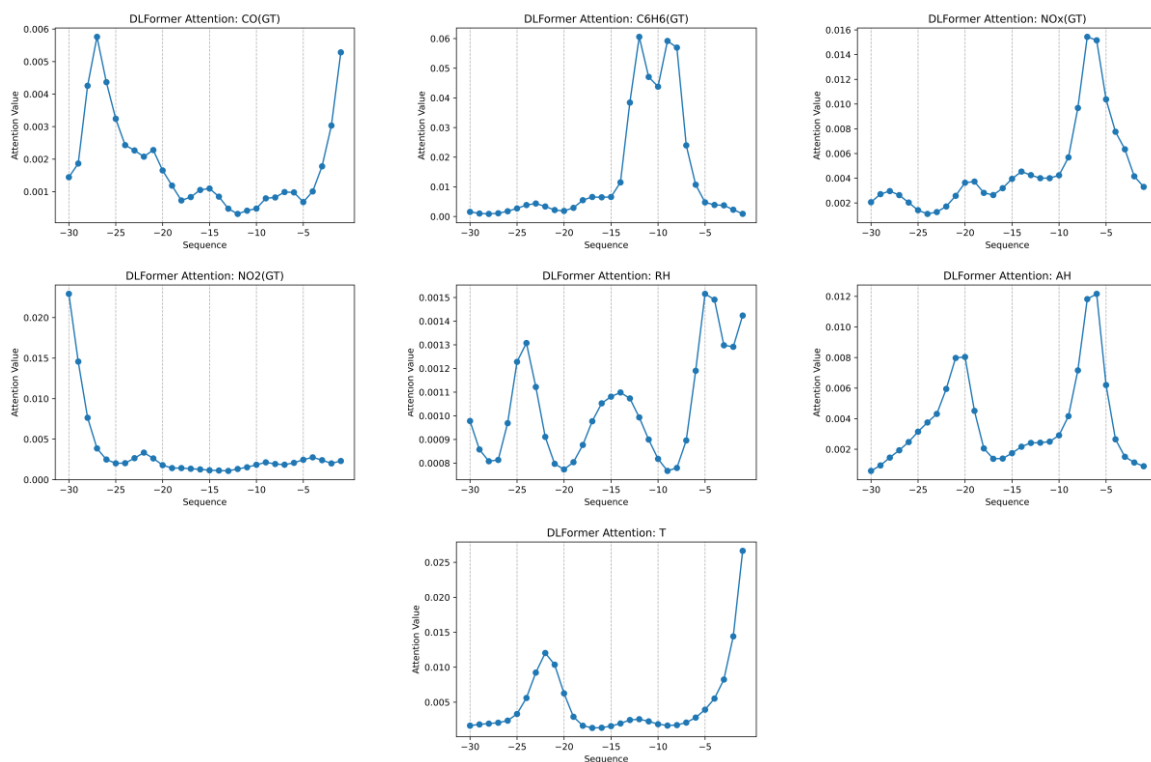 DLFormer Attention: CO(GT)
0.006
0.005
0.004
0.003
0.002
0.001
Attention Value
−30 −25 −20 −15 −10 −5
Sequence
DLFormer Attention: C6H6(GT)
0.06
0.05
0.04
0.03
0.02
0.01
0.00
Attention Value
−30 −25 −20 −15 −10 −5
Sequence
DLFormer Attention: NOx(GT)
0.016
0.014
0.012
0.010
0.008
0.006
0.004
0.002
Attention Value
−30 −25 −20 −15 −10 −5
Sequence
DLFormer Attention: NO2(GT)
0.020
0.015
0.010
0.005
0.000
Attention Value
−30 −25 −20 −15 −10 −5
Sequence
DLFormer Attention: RH
0.0015
0.0014
0.0013
0.0012
0.0011
0.0010
0.0009
0.0008
Attention Value
−30 −25 −20 −15 −10 −5
Sequence
DLFormer Attention: AH
0.012
0.010
0.008
0.006
0.004
0.002
Attention Value
−30 −25 −20 −15 −10 −5
Sequence
DLFormer Attention: T
0.025
0.020
0.015
0.010
0.005
Attention Value
−30 −25 −20 −15 −10 −5
Sequence